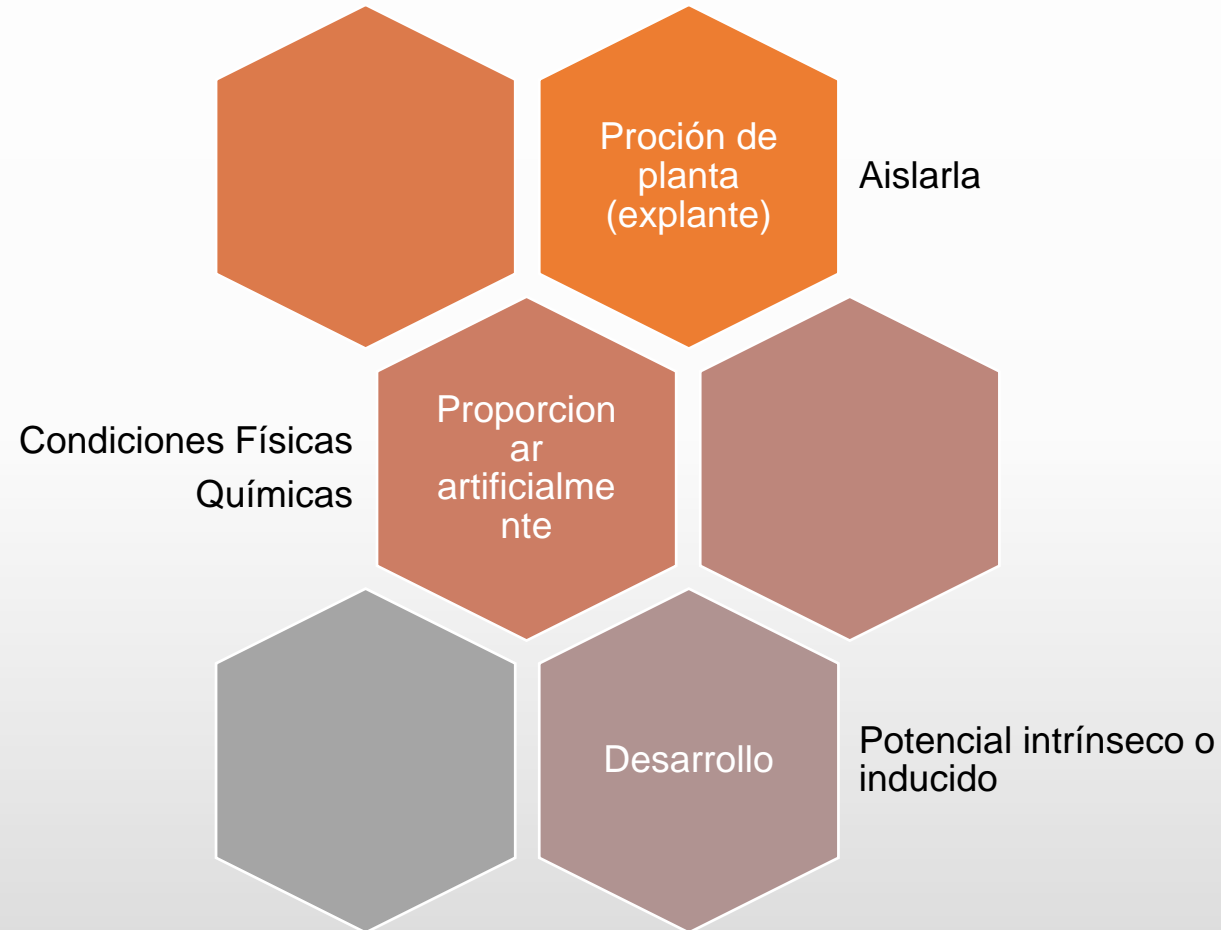 Proción de
planta
(explante)
Aislarla
Condiciones Físicas
Químicas
Proporcion
ar
artificialme
nte
Desarrollo
Potencial intrínseco o
inducido